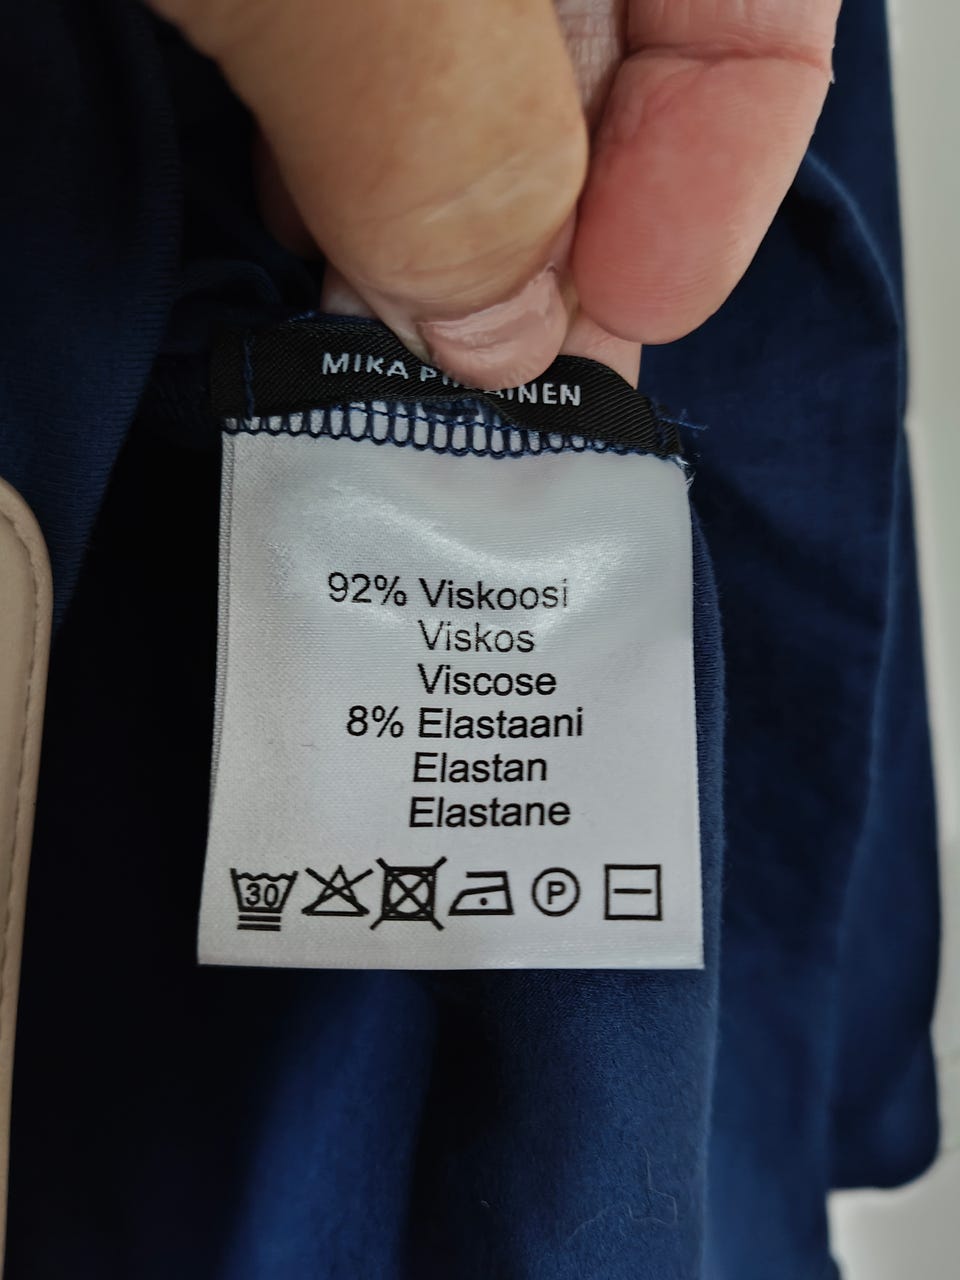 MIKA
92% Viskoosi
Viskos
Viscose
8% Elastaani
Elastan
Elastane
30 P